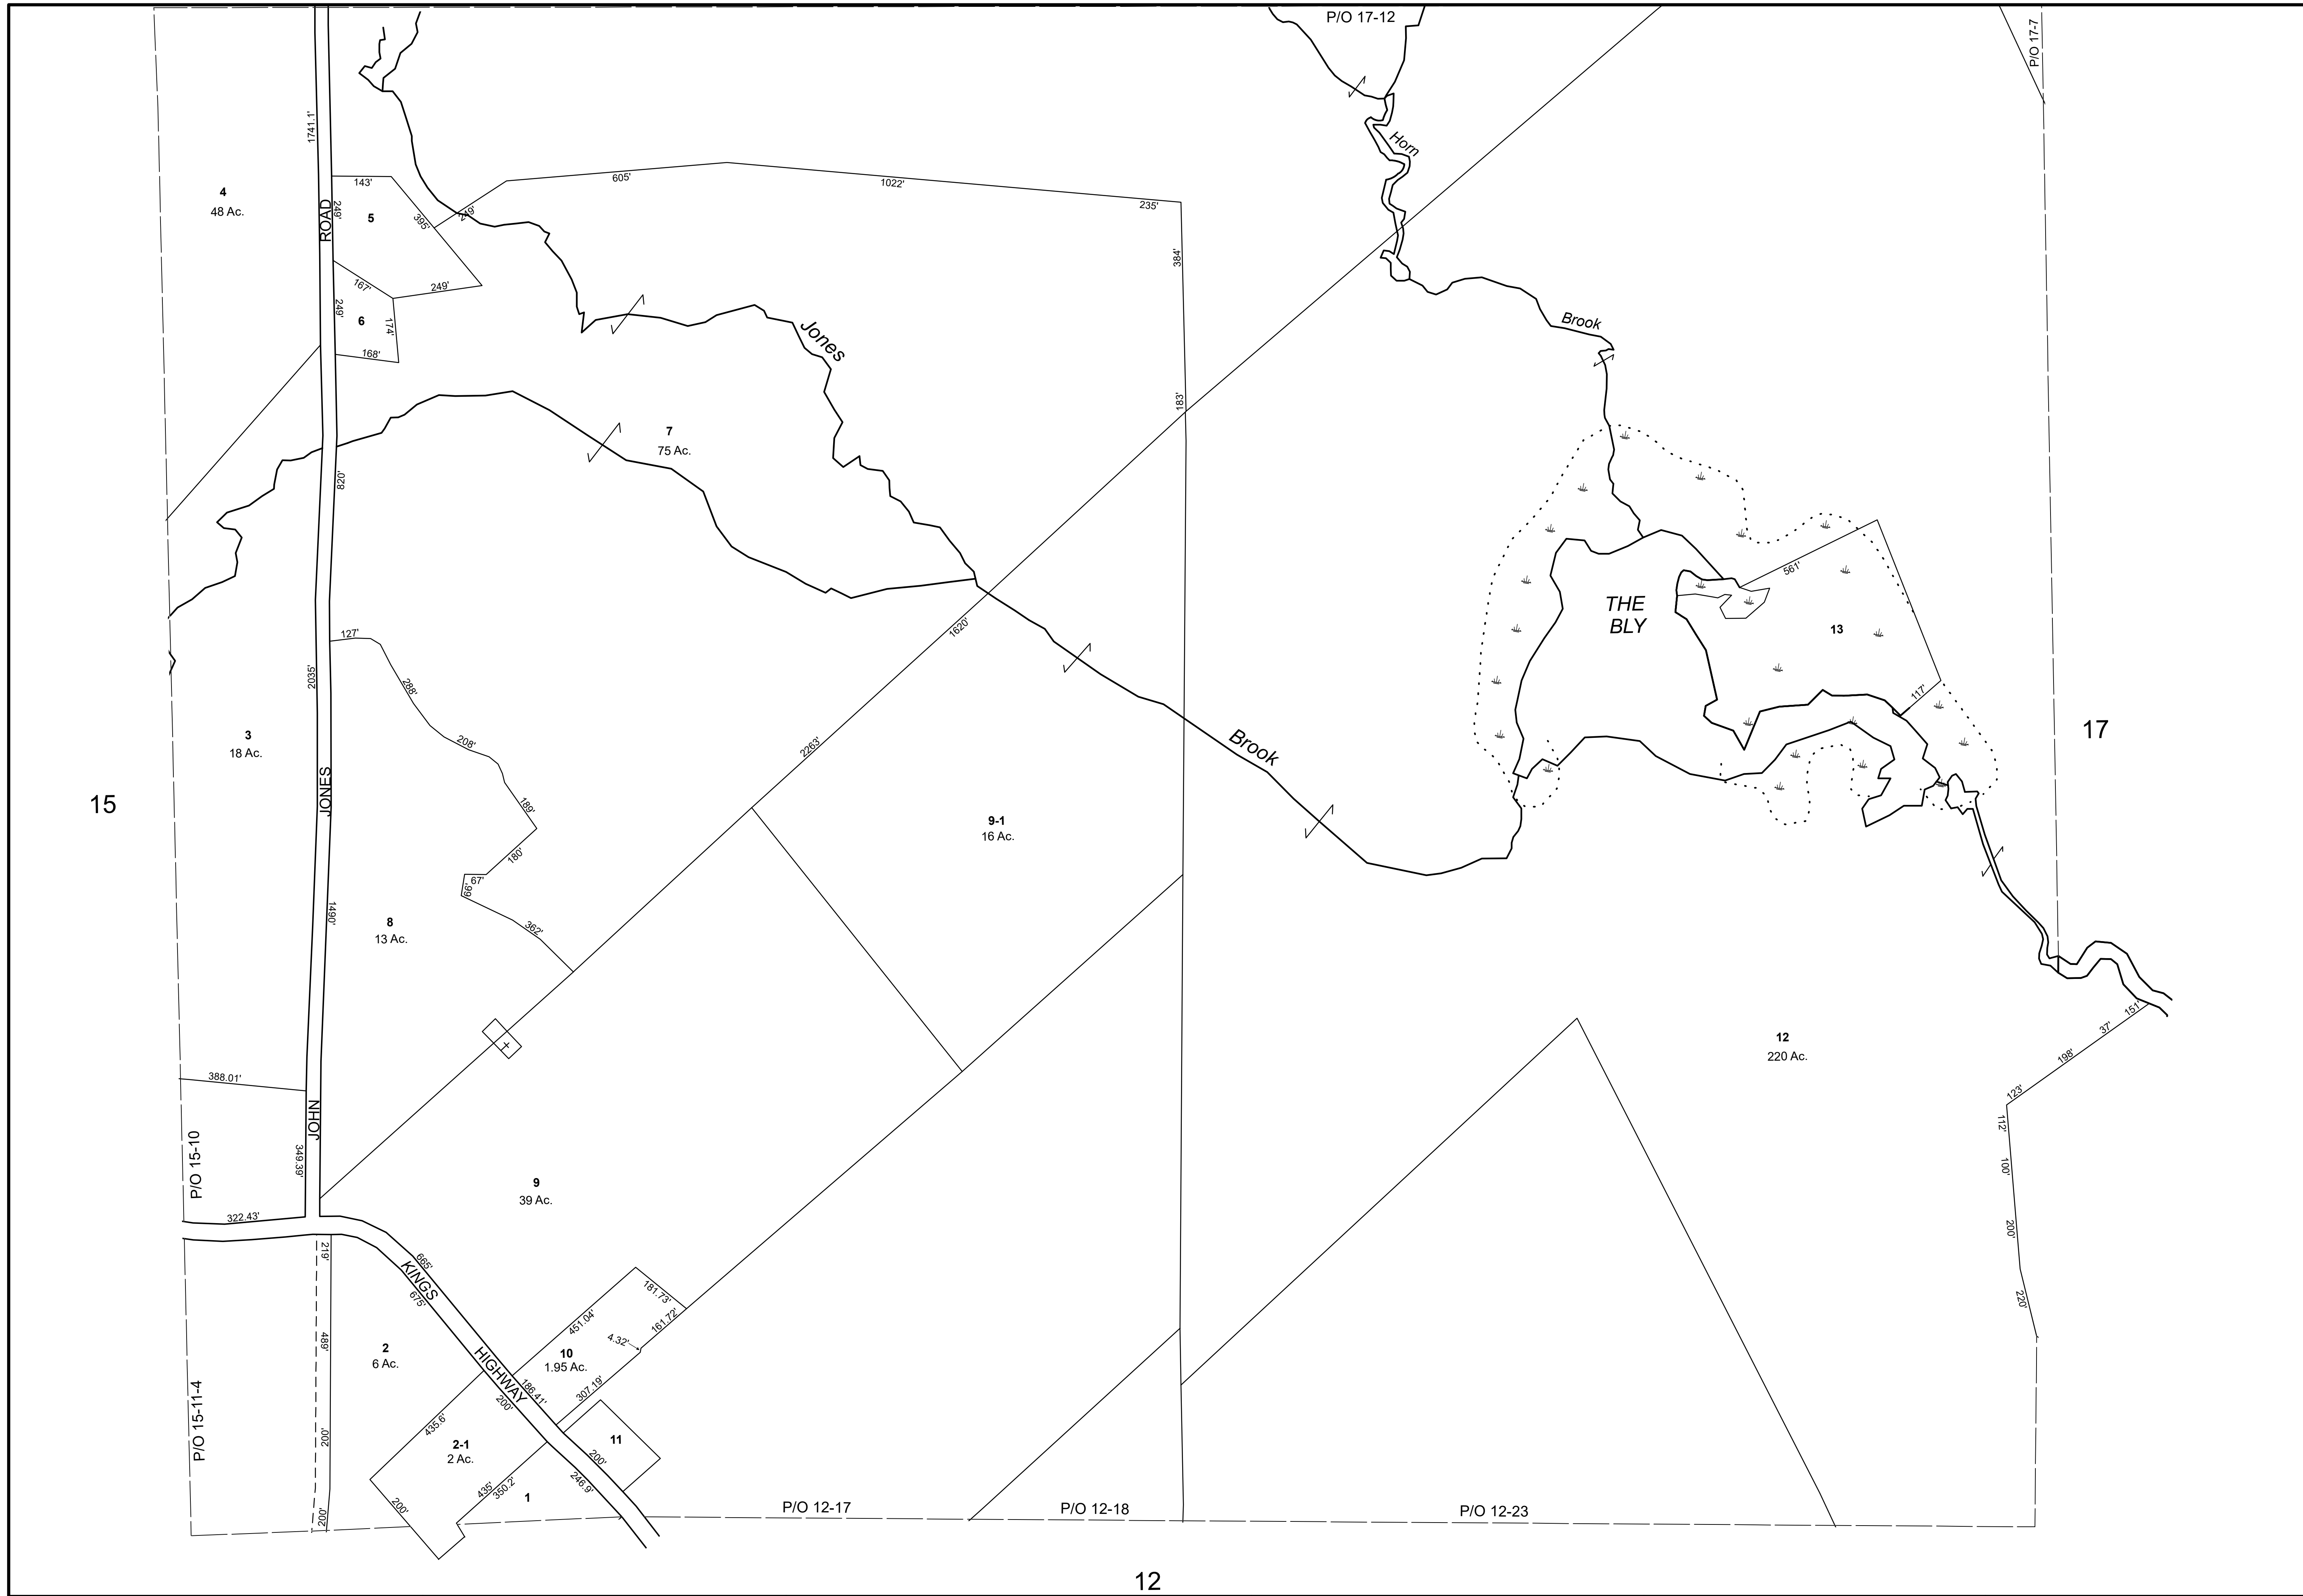 P/O 17-12
P/O 17-7
1741.1'
Horn
4
48 Ac.
143'
605'
1022'
235'
249'
ROAD
5
395'
249'
384'
167'
249'
249'
6
174'
168'
Jones
Brook
183'
7
75 Ac.
820'
561'
THE
BLY
13
127'
1620'
2035'
288'
117'
3
18 Ac.
208'
2263'
Brook
17
15
JONES
189'
9-1
16 Ac.
180'
67'
66'
1490'
8
13 Ac.
362'
151'
37'
12
220 Ac.
198'
388.01'
123'
JOHN
112'
P/O 15-10
349.39'
100'
9
39 Ac.
322.43'
200'
219'
665'
KINGS
675'
181.73'
220'
451.04'
161.72'
489'
4.32'
2
6 Ac.
10
1.95 Ac.
HIGHWAY
186.41'
307.19'
200'
P/O 15-11-4
435.6'
200'
2-1
2 Ac.
11
200'
246.9'
435'
350.2'
1
200'
200'
P/O 12-17
P/O 12-18
P/O 12-23
12